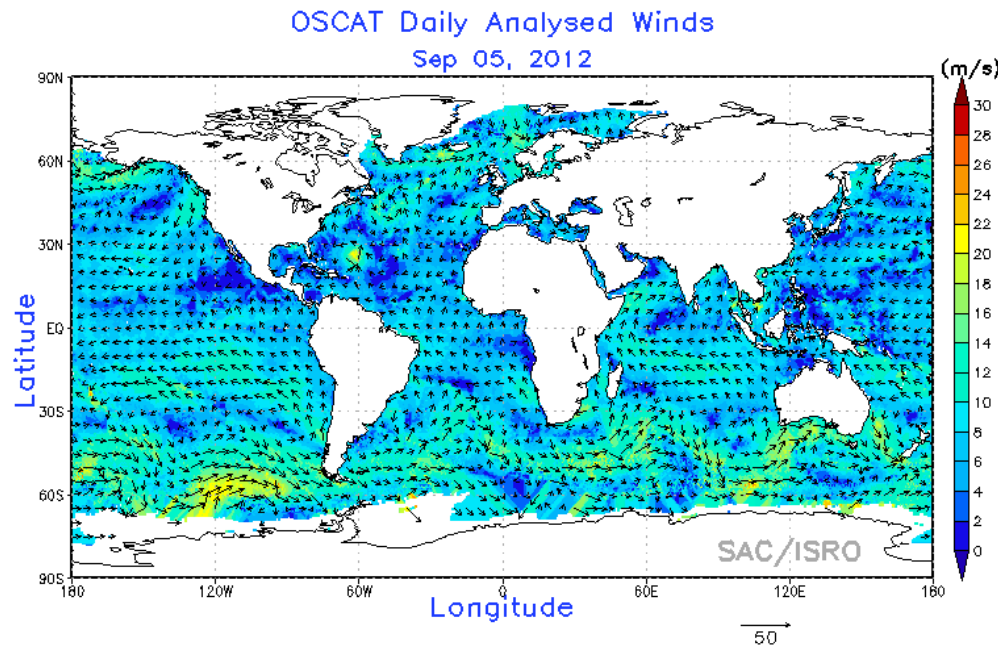 OSCAT Daily Analysed Winds
Sep 05, 2012
(m/s)
90N
60N
30N
EQ
30S
60S
90S
Latitude
180
120W
60W
0
60E
120E
180
Longitude
30
28
26
24
22
20
18
16
14
12
10
8
6
4
2
0
SAC/ISRO
50